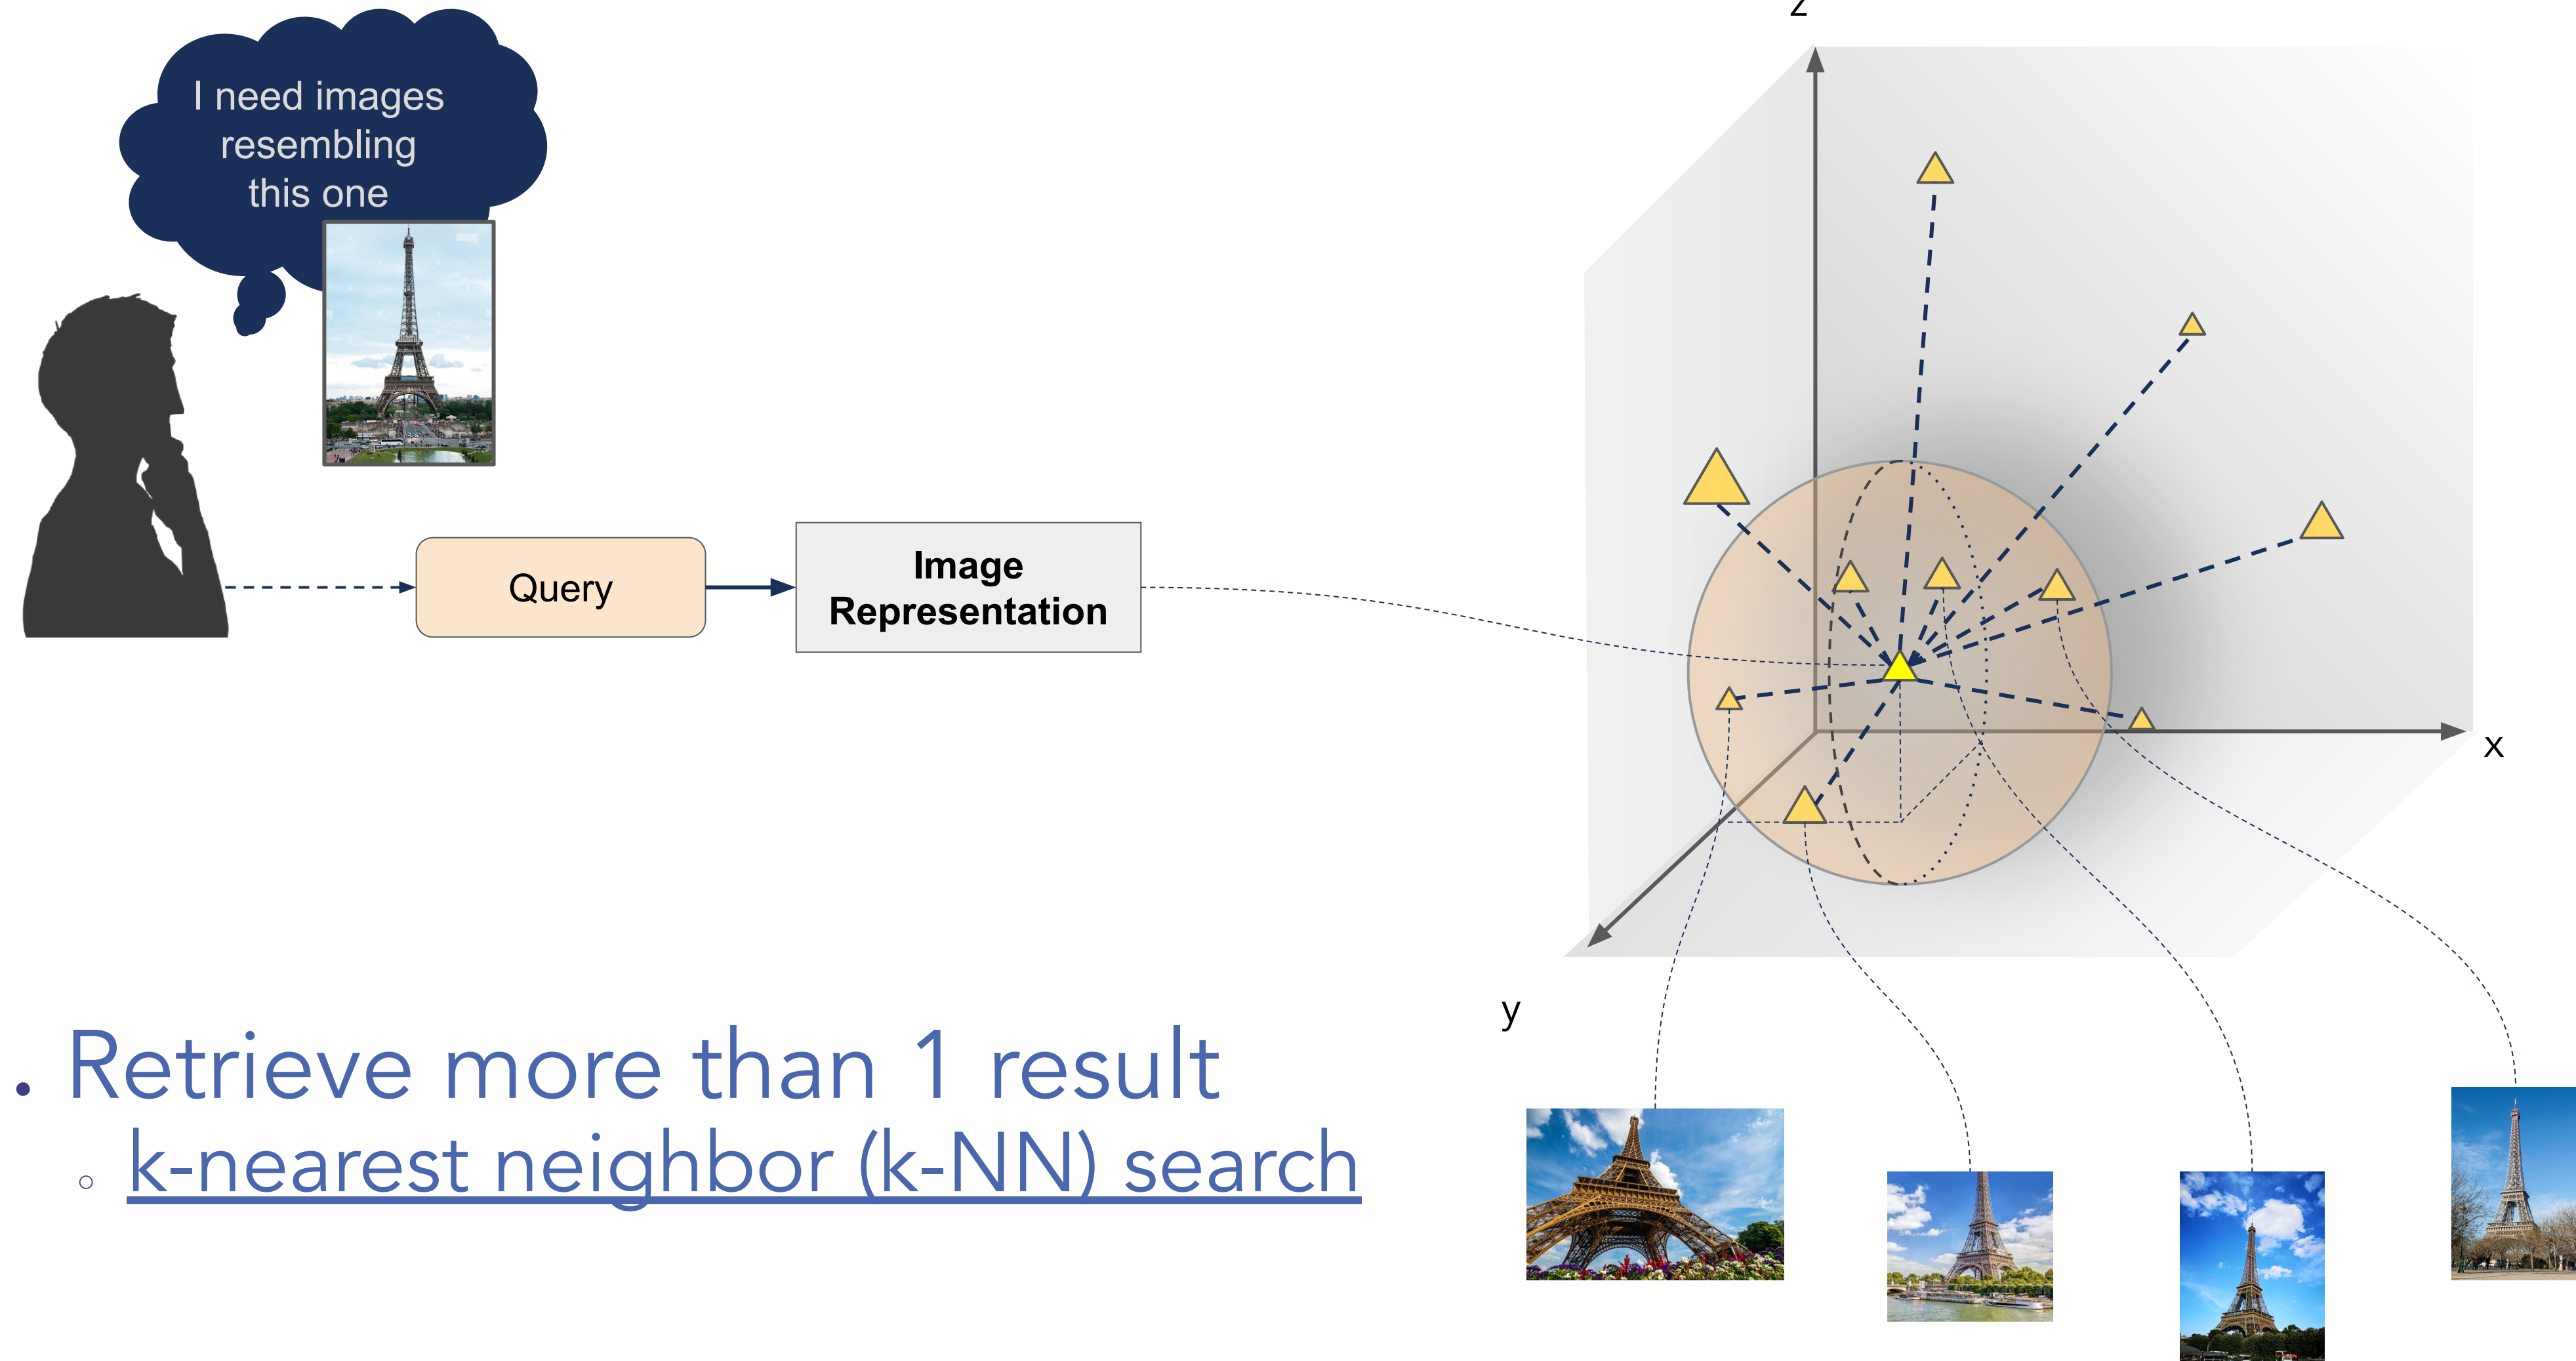 I need images
resembling
this one
Query
Image
Representation
z
x
y
• Retrieve more than 1 result
○ k-nearest neighbor (k-NN) search